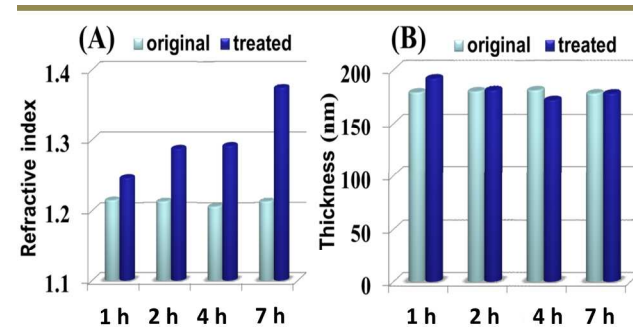 (A) original treated
Refractive index
1.4
1.3
1.2
1.1
1 h 2 h 4 h 7 h
(B) original treated
Thickness (nm)
200
150
100
50
0
1 h 2 h 4 h 7 h